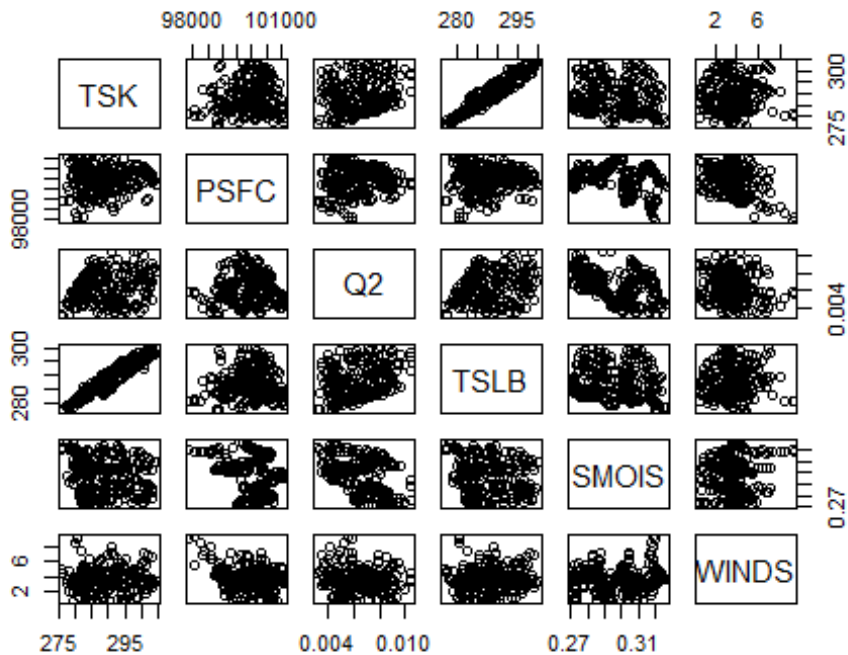 98000 101000 280 295 2 6
TSK 275 300
98000 PSFC
Q2 0.004
280 300 TSLB
SMOIS 0.27
2 6 WINDS
275 295 0.004 0.010 0.27 0.31